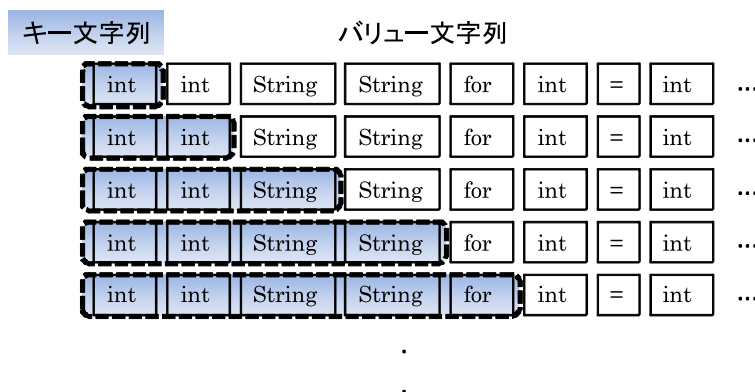 キー文字列 バリュー文字列
int int String String for int = int ...
int int String String for int = int ...
int int String String for int = int ...
int int String String for int = int ...
int int String String for int = int ...
.
.